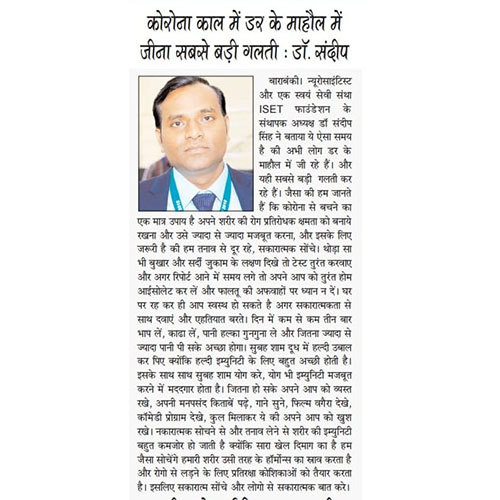 कोरोना काल में डर के माहौल में
जीना सबसे बड़ी गलती : डॉ. संदीप
बाराबंकी। न्यूरोसाइंटिस्ट
और एक स्वयं सेवी संथा
ISET फाउंडेशन के
संथापक अध्यक्ष डॉ संदीप
सिंह ने बताया ये ऐसा समय
है की अभी लोग डर के
माहौल में जी रहे हैं। और
यही सबसे बड़ी गलती कर
रहे हैं। जैसा की हम जानते
हैं कि कोरोना से बचने का
एक मात्र उपाय है अपने शरीर की रोग प्रतिरोधक क्षमता को बनाये
रखना और उसे ज्यादा से ज्यादा मजबूत करना, और इसके लिए
जरूरी है की हम तनाव से दूर रहे, सकारात्मक सोंचे। थोड़ा सा
भी बुखार और सर्दी जुकाम के लक्षण दिखे तो टेस्ट तुरंत करवाए
और अगर रिपोर्ट आने में समय लगे तो अपने आप को तुरंत होम
आईसोलेट कर लें और फालतू की अफवाहों पर ध्यान न दें। घर
पर रह कर ही आप स्वस्थ हो सकते है अगर सकारात्मकता से
साथ दवाएं और एहतियात बरते। दिन में कम से कम तीन बार
भाप लें, काढा लें, पानी हल्का गुनगुना ले और जितना ज्यादा से
ज्यादा पानी पी सके अच्छा होगा। सुबह शाम दूध में हल्दी उबाल
कर पिए क्योंकि हल्दी इम्युनिटी के लिए बहुत अच्छी होती है।
इसके साथ साथ सुबह शाम योग करे, योग भी इम्युनिटी मजबूत
करने में मददगार होता है। जितना हो सके अपने आप को व्यस्त
रखे, अपनी मनपसंद किताबें पढ़े, गाने सुने, फिल्म वगैरा देखे,
कॉमेडी प्रोग्राम देखे, कुल मिलाकर ये की अपने आप को खुश
रखे। नकारात्मक सोचने से और तनाव लेने से शरीर की इम्युनिटी
बहुत कमजोर हो जाती है क्योंकि सारा खेल दिमाग का है हम
जैसा सोचेंगे हमारी शरीर उसी तरह के हॉर्मोन्स का स्राव करता है
और रोगो से लड़ने के लिए प्रतिरक्षा कोशिकाओं को तैयार करता
है। इसलिए सकारात्म सोंचे और लोगो से सकारात्मक बात करे।